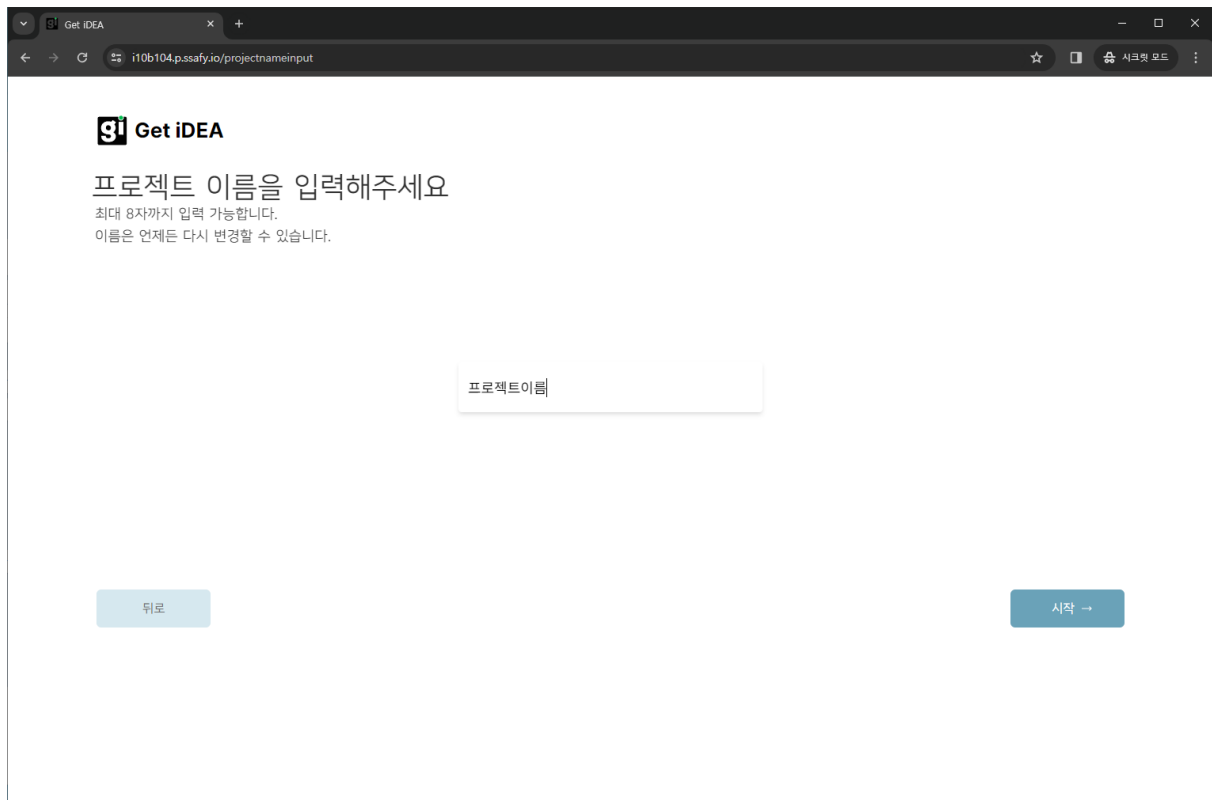 Get iDEA
i10b104.p.ssafy.io/projectnameinput
시크릿 모드
gi Get iDEA
프로젝트 이름을 입력해주세요
최대 8자까지 입력 가능합니다.
이름은 언제든 다시 변경할 수 있습니다.
프로젝트이름
뒤로
시작 →